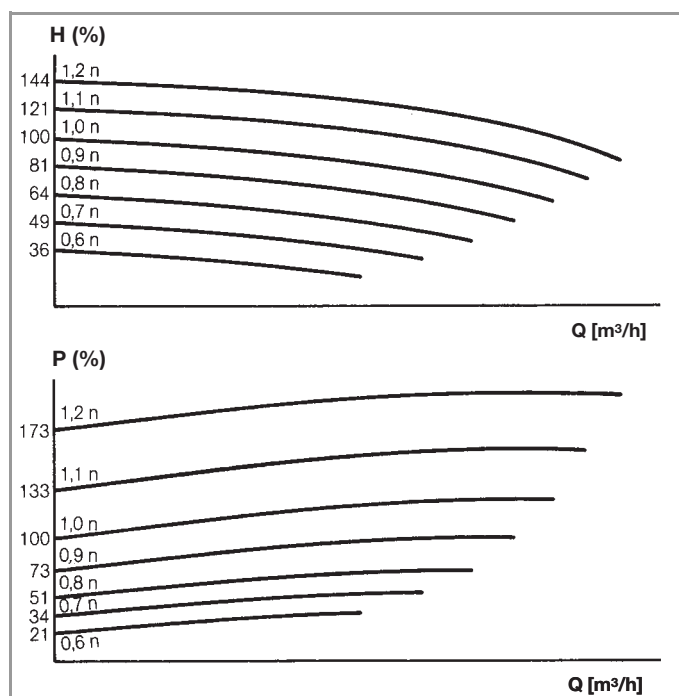 H (%)
144
1,2 n
121
1,1 n
100
1,0 n
81
0,9 n
64
0,8 n
49
0,7 n
36
0,6 n
Q [m³/h]
P (%)
1,2 n
173
1,1 n
133
1,0 n
100
0,9 n
73
0,8 n
51
0,7 n
34
21
0,6 n
Q [m³/h]